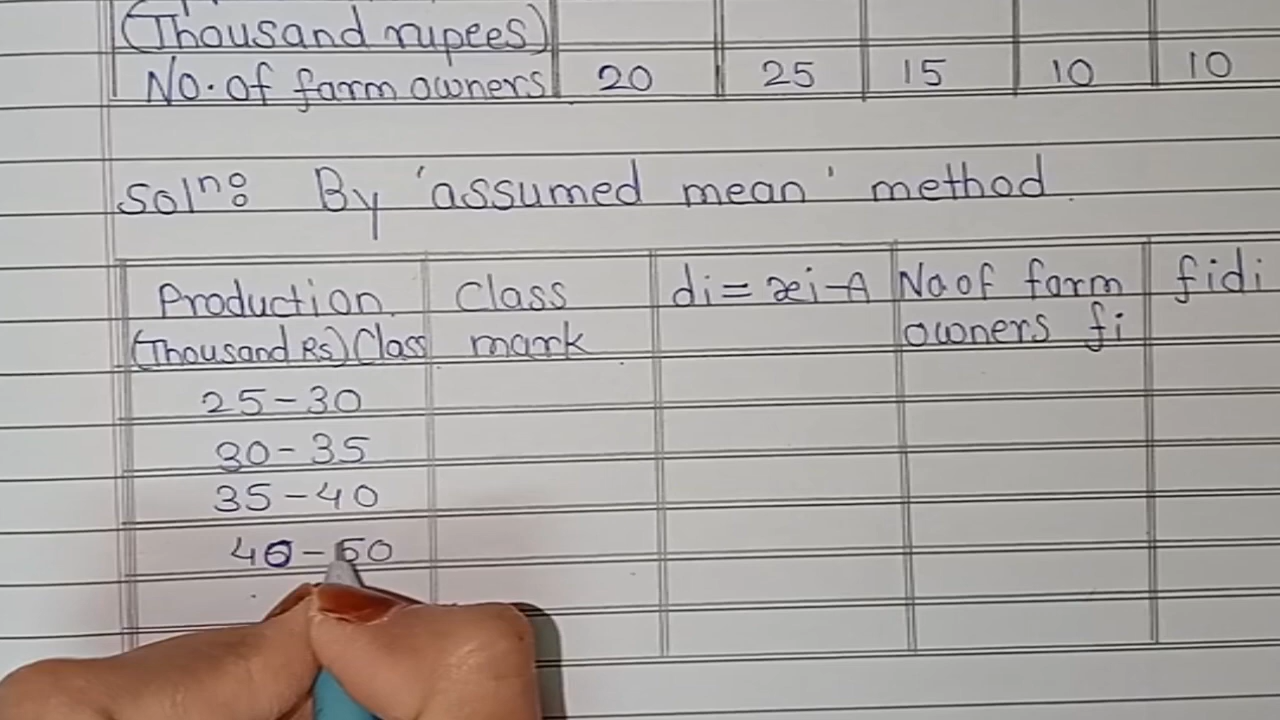 (Thousand rupees)
No. of farm owners 20 25 15 10 10
Solⁿ: By 'assumed mean' method.
Production (Thousand Rs) Class Class mark di = xi - A No of farm owners fi fidi
25 - 30
30 - 35
35 - 40
40 - 50